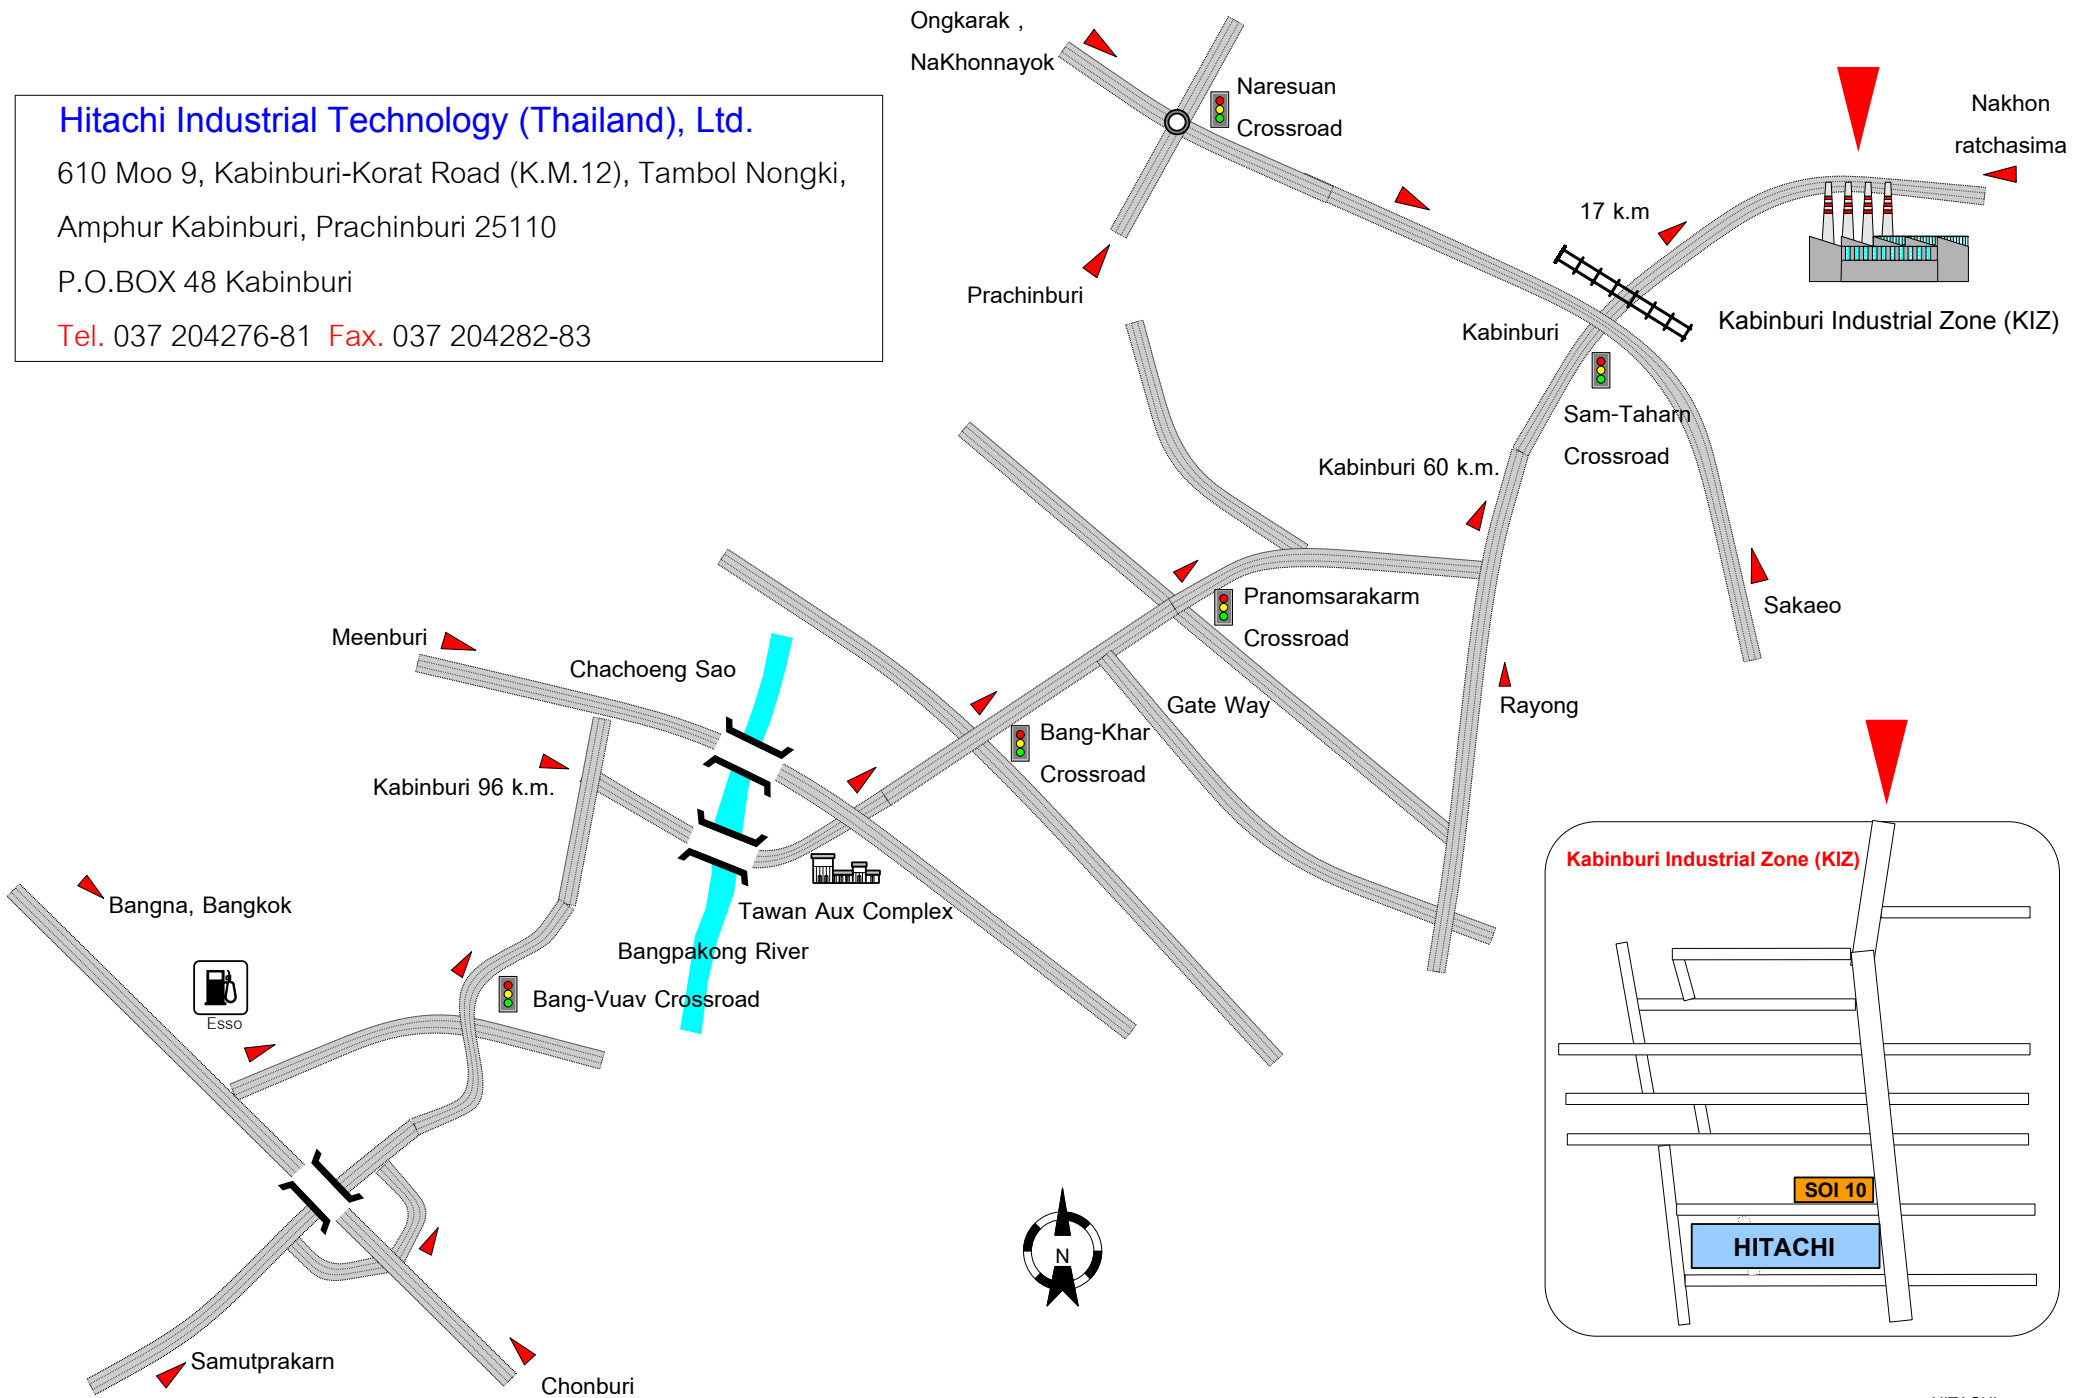 Ongkarak ,
NaKhonnayok
Naresuan
Crossroad
Nakhon
ratchasima
Hitachi Industrial Technology (Thailand), Ltd.
610 Moo 9, Kabinburi-Korat Road (K.M.12), Tambol Nongki,
Amphur Kabinburi, Prachinburi 25110
P.O.BOX 48 Kabinburi
Tel. 037 204276-81 Fax. 037 204282-83
17 k.m
Prachinburi
Kabinburi
Kabinburi Industrial Zone (KIZ)
Sam-Taharn
Crossroad
Kabinburi 60 k.m.
Pranomsarakarm
Crossroad
Sakaeo
Meenburi
Chachoeng Sao
Gate Way
Rayong
Bang-Khar
Crossroad
Kabinburi 96 k.m.
Kabinburi Industrial Zone (KIZ)
Bangna, Bangkok
Tawan Aux Complex
Bangpakong River
Bang-Vuav Crossroad
Esso
SOI 10
HITACHI
N
Samutprakarn
Chonburi